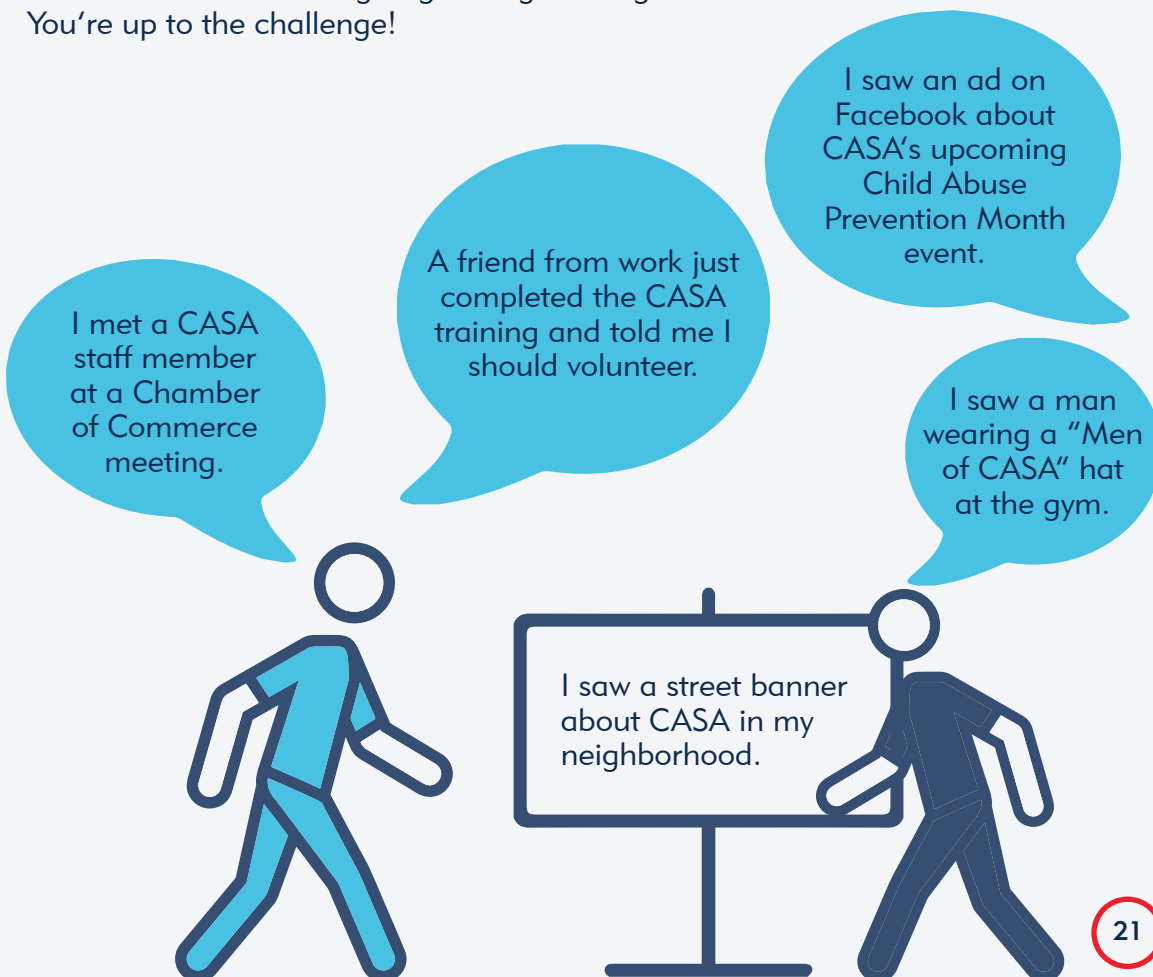 You're up to the challenge!
I saw an ad on
Facebook about
CASA's upcoming
Child Abuse
Prevention Month
event.
A friend from work just
completed the CASA
training and told me I
should volunteer.
I met a CASA
staff member
at a Chamber
of Commerce
meeting.
I saw a man
wearing a "Men
of CASA" hat
at the gym.
I saw a street banner
about CASA in my
neighborhood.
21